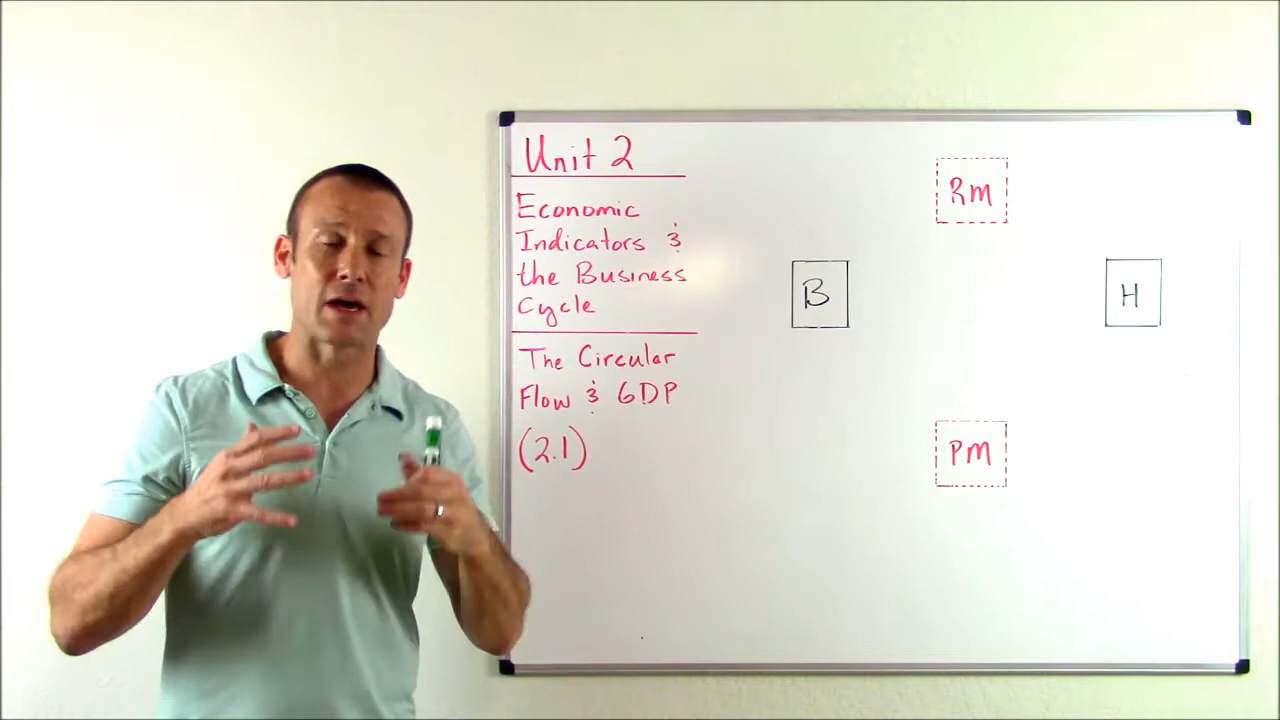 Unit 2
Economic
Indicators &
the Business
Cycle
The Circular
Flow & GDP
(2.1)
Rm
B
H
Pm